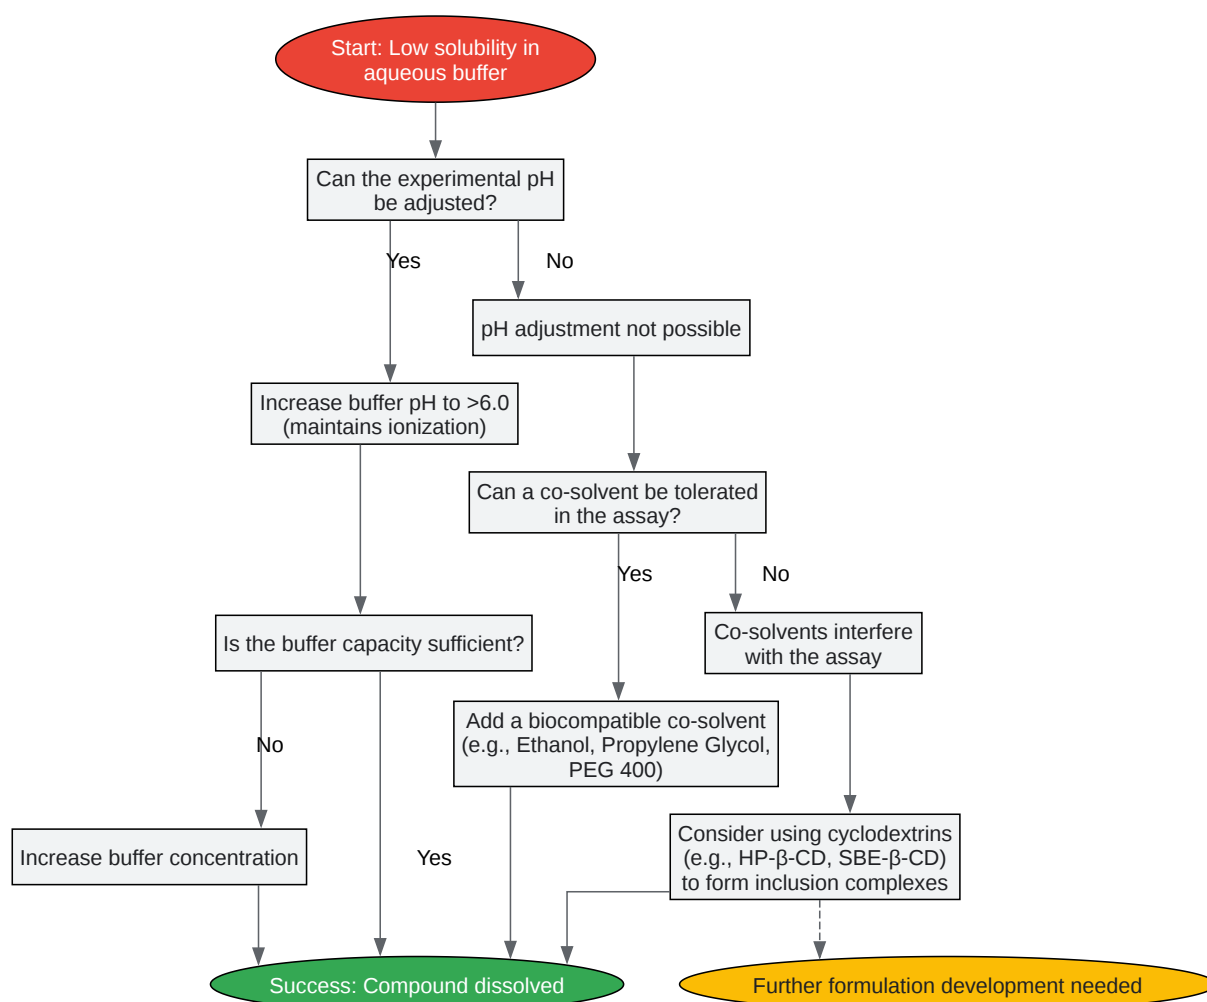 Start: Low solubility in
aqueous buffer
Can the experimental pH
be adjusted?
Yes
No
pH adjustment not possible
Increase buffer pH to >6.0
(maintains ionization)
Can a co-solvent be tolerated
in the assay?
Yes
No
Is the buffer capacity sufficient?
Co-solvents interfere
with the assay
Add a biocompatible co-solvent
(e.g., Ethanol, Propylene Glycol,
PEG 400)
No
Increase buffer concentration
Yes
Consider using cyclodextrins
(e.g., HP-β-CD, SBE-β-CD)
to form inclusion complexes
Success: Compound dissolved
Further formulation development needed